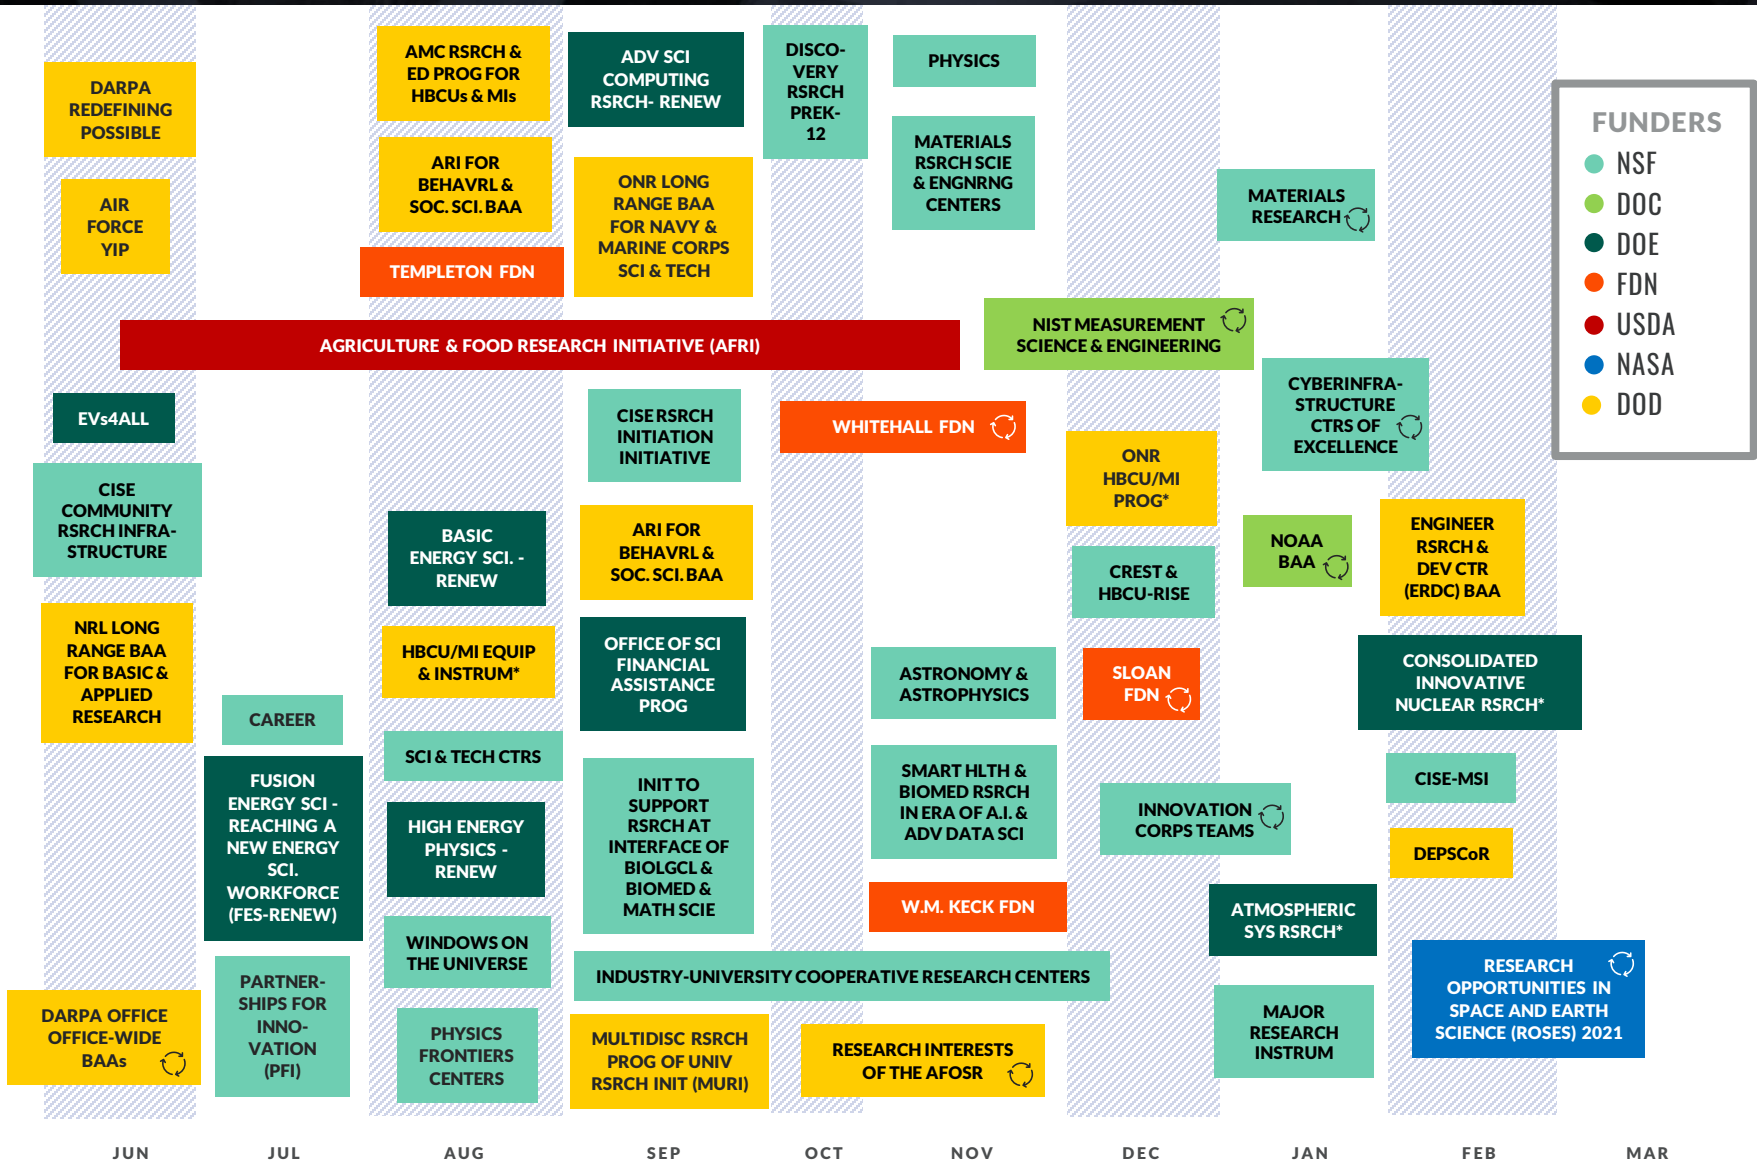 DARPA
REDEFINING
POSSIBLE
AIR
FORCE
YIP
AMC RSRCH &
ED PROG FOR
HBCUs & MIs
ARI FOR
BEHAVRL &
SOC. SCI. BAA
TEMPLETON FDN
ADV SCI
COMPUTING
RSRCH- RENEW
ONR LONG
RANGE BAA
FOR NAVY &
MARINE CORPS
SCI & TECH
DISCO-
VERY
RSRCH
PREK-
12
PHYSICS
MATERIALS
RSRCH SCIE
& ENGNRNG
CENTERS
MATERIALS
RESEARCH
FUNDERS
NSF
DOC
DOE
FDN
USDA
NASA
DOD
AGRICULTURE & FOOD RESEARCH INITIATIVE (AFRI)
NIST MEASUREMENT
SCIENCE & ENGINEERING
EVs4ALL
CISE
COMMUNITY
RSRCH INFRA-
STRUCTURE
NRL LONG
RANGE BAA
FOR BASIC &
APPLIED
RESEARCH
CAREER
FUSION
ENERGY SCI -
REACHING A
NEW ENERGY
SCI.
WORKFORCE
(FES-RENEW)
PARTNER-
SHIPS FOR
INNO-
VATION
(PFI)
DARPA OFFICE
OFFICE-WIDE
BAAs
BASIC
ENERGY SCI. -
RENEW
HBCU/MI EQUIP
& INSTRUM*
SCI & TECH CTRS
HIGH ENERGY
PHYSICS -
RENEW
WINDOWS ON
THE UNIVERSE
PHYSICS
FRONTIERS
CENTERS
CISE RSRCH
INITIATION
INITIATIVE
ARI FOR
BEHAVRL &
SOC. SCI. BAA
OFFICE OF SCI
FINANCIAL
ASSISTANCE
PROG
INIT TO
SUPPORT
RSRCH AT
INTERFACE OF
BIOLGCL &
BIOMED &
MATH SCIE
INDUSTRY-UNIVERSITY COOPERATIVE RESEARCH CENTERS
MULTIDISC RSRCH
PROG OF UNIV
RSRCH INIT (MURI)
WHITEHALL FDN
ASTRONOMY &
ASTROPHYSICS
SMART HLTH &
BIOMED RSRCH
IN ERA OF A.I. &
ADV DATA SCI
W.M. KECK FDN
RESEARCH INTERESTS
OF THE AFOSR
ONR
HBCU/MI
PROG*
CREST &
HBCU-RISE
SLOAN
FDN
INNOVATION
CORPS TEAMS
CYBERINFRA-
STRUCTURE
CTRS OF
EXCELLENCE
NOAA
BAA
ATMOSPHERIC
SYS RSRCH*
MAJOR
RESEARCH
INSTRUM
ENGINEER
RSRCH &
DEV CTR
(ERDC) BAA
CONSOLIDATED
INNOVATIVE
NUCLEAR RSRCH*
CISE-MSI
DEPSCoR
RESEARCH
OPPORTUNITIES IN
SPACE AND EARTH
SCIENCE (ROSES) 2021
JUN
JUL
AUG
SEP
OCT
NOV
DEC
JAN
FEB
MAR